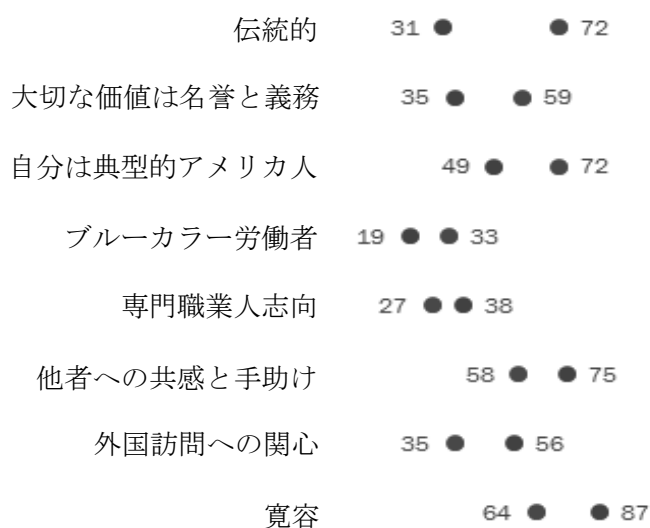 伝統的 31 72
大切な価値は名誉と義務 35 59
自分は典型的アメリカ人 49 72
ブルーカラー労働者 19 33
専門職業人志向 27 38
他者への共感と手助け 58 75
外国訪問への関心 35 56
寛容 64 87